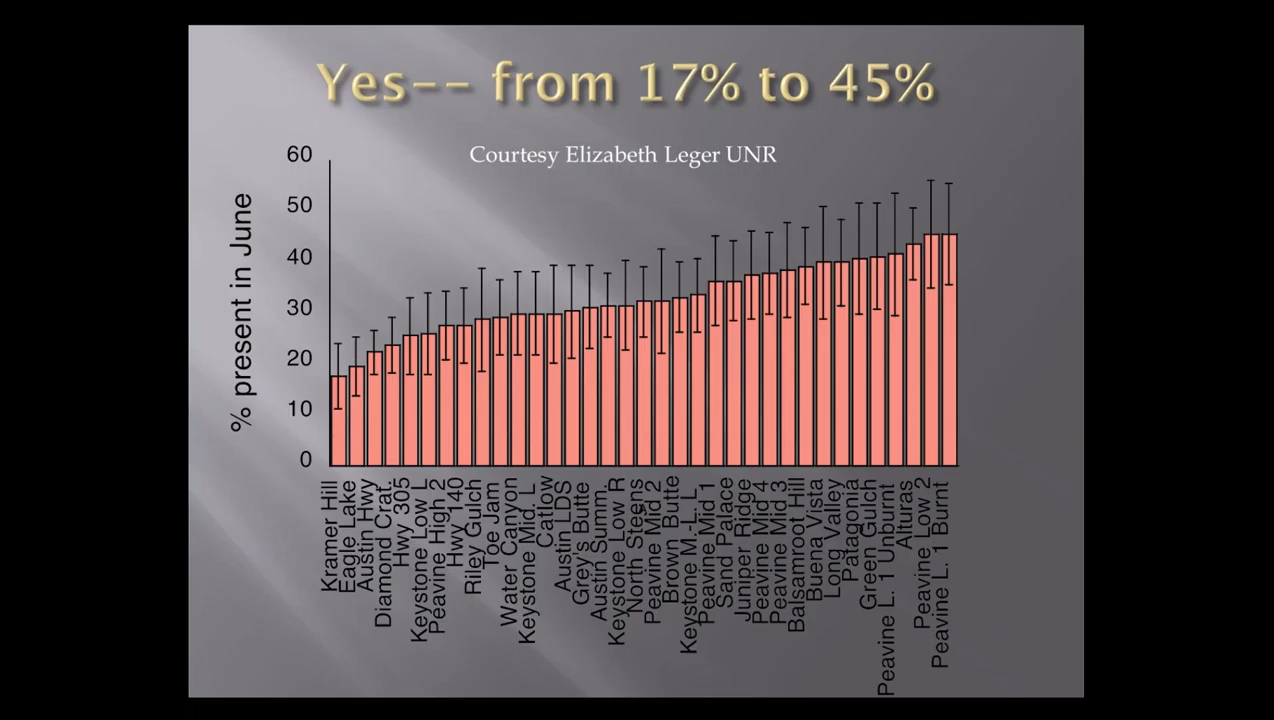 Yes-- from 17% to 45%
Courtesy Elizabeth Leger UNR
% present in June
60
50
40
30
20
10
0
Kramer Hill
Eagle Lake
Austin Hwy
Diamond Craf.
Hwy 305
Keystone Low L
Peavine High 2
Hwy 140
Riley Gulch
Toe Jam
Water Canyon
Keystone Mid. L
Catlow
Austin LDS
Grey's Butte
Austin Summ.
Keystone Low R
North Steens
Peavine Mid 2
Brown Butte
Keystone M.-L. L.
Peavine Mid 1
Sand Palace
Juniper Ridge
Peavine Mid 4
Peavine Mid 3
Balsamroot Hill
Buena Vista
Long Valley
Patagonia
Green Gulch
Peavine L. 1 Unburnt
Alturas
Peavine Low 2
Peavine L. 1 Burnt